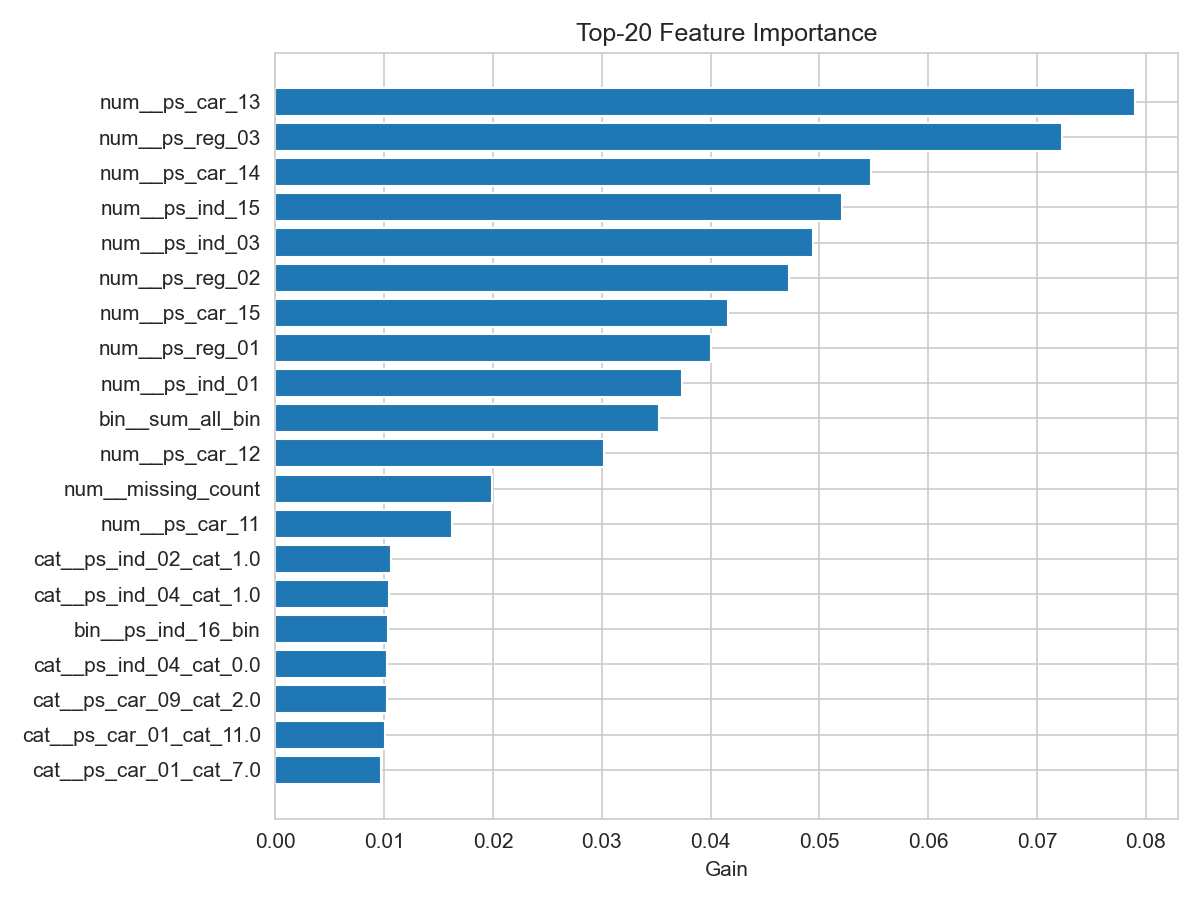 Top-20 Feature Importance
num__ps_car_13
num__ps_reg_03
num__ps_car_14
num__ps_ind_15
num__ps_ind_03
num__ps_reg_02
num__ps_car_15
num__ps_reg_01
num__ps_ind_01
bin__sum_all_bin
num__ps_car_12
num__missing_count
num__ps_car_11
cat__ps_ind_02_cat_1.0
cat__ps_ind_04_cat_1.0
bin__ps_ind_16_bin
cat__ps_ind_04_cat_0.0
cat__ps_car_09_cat_2.0
cat__ps_car_01_cat_11.0
cat__ps_car_01_cat_7.0
0.00 0.01 0.02 0.03 0.04 0.05 0.06 0.07 0.08
Gain